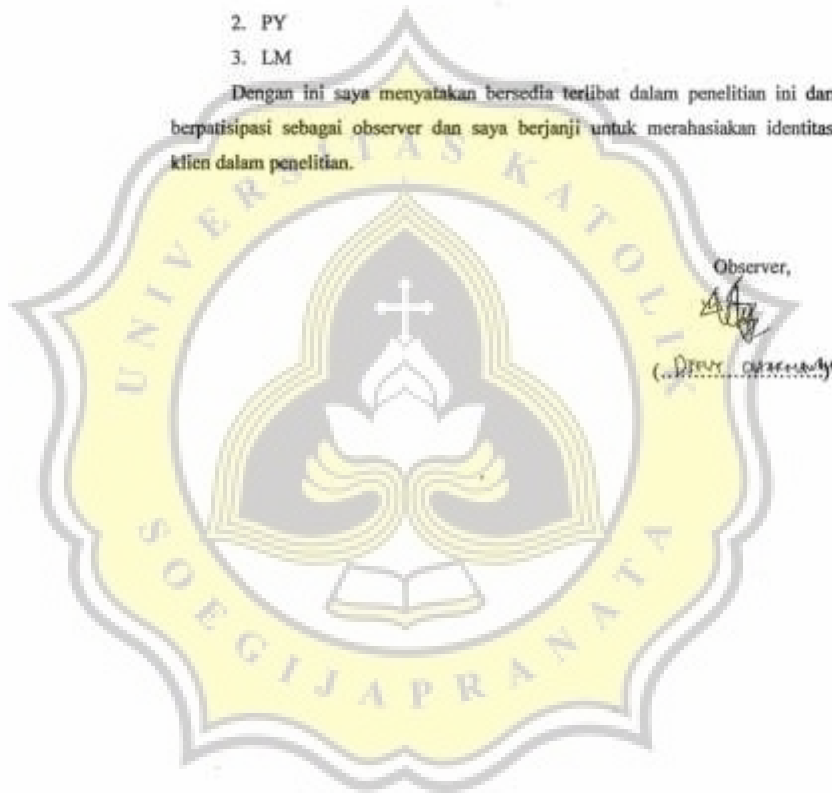 2. PY
3. LM
Dengan ini saya menyatakan bersedia terlibat dalam penelitian ini dan
berpatisipasi sebagai observer dan saya berjanji untuk merahasiakan identitas
klien dalam penelitian.
Observer,
UNIVERSITAS KATOLIK
SOEGIJAPRANATA